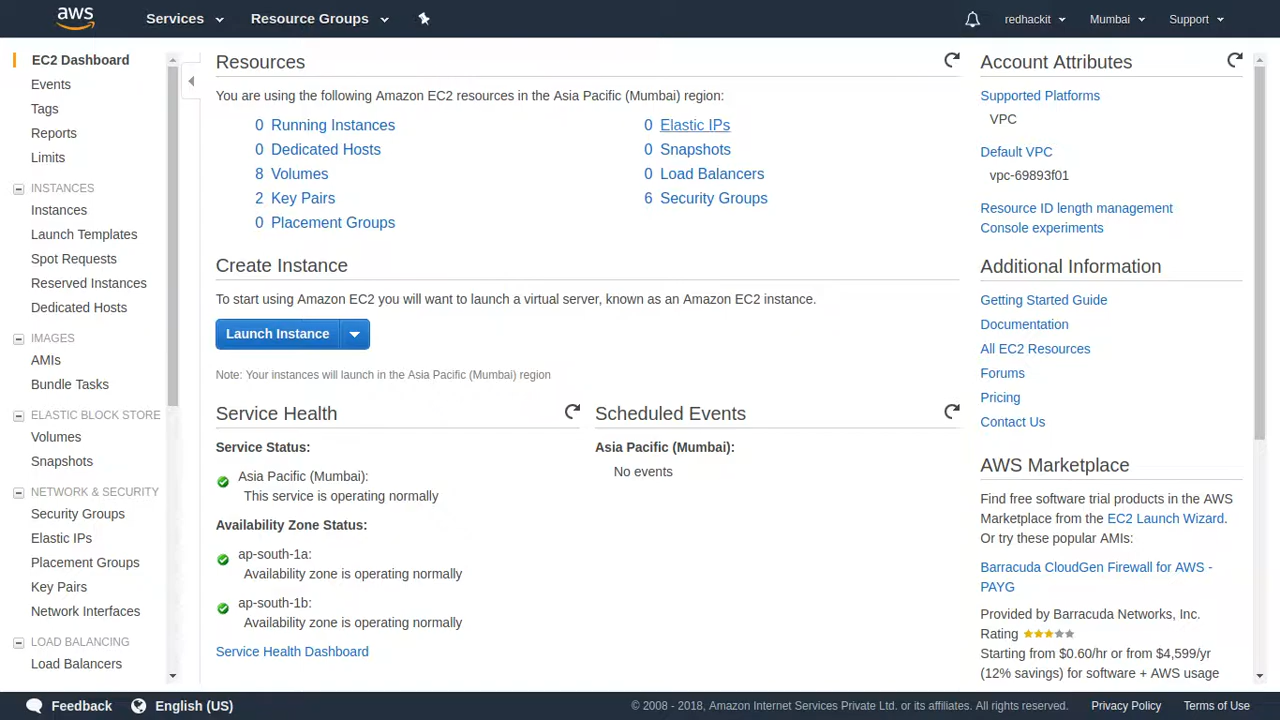 aws
Services
Resource Groups
redhackit
Mumbai
Support
EC2 Dashboard
Events
Tags
Reports
Limits
INSTANCES
Instances
Launch Templates
Spot Requests
Reserved Instances
Dedicated Hosts
IMAGES
AMIs
Bundle Tasks
ELASTIC BLOCK STORE
Volumes
Snapshots
NETWORK & SECURITY
Security Groups
Elastic IPs
Placement Groups
Key Pairs
Network Interfaces
LOAD BALANCING
Load Balancers
Resources
You are using the following Amazon EC2 resources in the Asia Pacific (Mumbai) region:
0 Running Instances
0 Dedicated Hosts
8 Volumes
2 Key Pairs
0 Placement Groups
0 Elastic IPs
0 Snapshots
0 Load Balancers
6 Security Groups
Create Instance
To start using Amazon EC2 you will want to launch a virtual server, known as an Amazon EC2 instance.
Launch Instance
Note: Your instances will launch in the Asia Pacific (Mumbai) region
Service Health
Service Status:
Asia Pacific (Mumbai):
This service is operating normally
Availability Zone Status:
ap-south-1a:
Availability zone is operating normally
ap-south-1b:
Availability zone is operating normally
Service Health Dashboard
Scheduled Events
Asia Pacific (Mumbai):
No events
Account Attributes
Supported Platforms
VPC
Default VPC
vpc-69893f01
Resource ID length management
Console experiments
Additional Information
Getting Started Guide
Documentation
All EC2 Resources
Forums
Pricing
Contact Us
AWS Marketplace
Find free software trial products in the AWS
Marketplace from the EC2 Launch Wizard.
Or try these popular AMIs:
Barracuda CloudGen Firewall for AWS -
PAYG
Provided by Barracuda Networks, Inc.
Rating
Starting from $0.60/hr or from $4,599/yr
(12% savings) for software + AWS usage
Feedback
English (US)
© 2008 - 2018, Amazon Internet Services Private Ltd. or its affiliates. All rights reserved.
Privacy Policy
Terms of Use